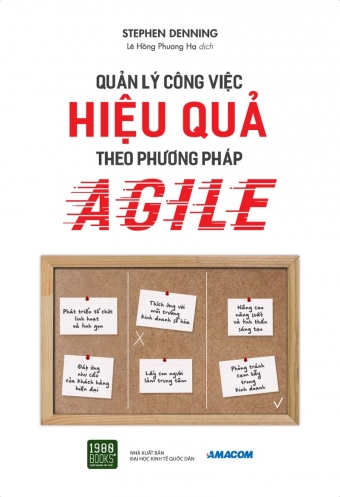 STEPHEN DENNING
Lê Hồng Phương Hạ dịch
QUẢN LÝ CÔNG VIỆC
HIỆU QUẢ
THEO PHƯƠNG PHÁP
AGILE
Phát triển tổ chức
linh hoạt
và tinh gọn
Thích ứng với
môi trường
kinh doanh số hóa
Nâng cao
năng suất
và tinh thần
sáng tạo
Đáp ứng
nhu cầu
của khách hàng
hiện đại
Lấy con người
làm trung tâm
Phòng tránh
cạm bẫy
trong
kinh doanh
1980
BOOKS
NHÀ XUẤT BẢN
ĐẠI HỌC KINH TẾ QUỐC DÂN
AMACOM